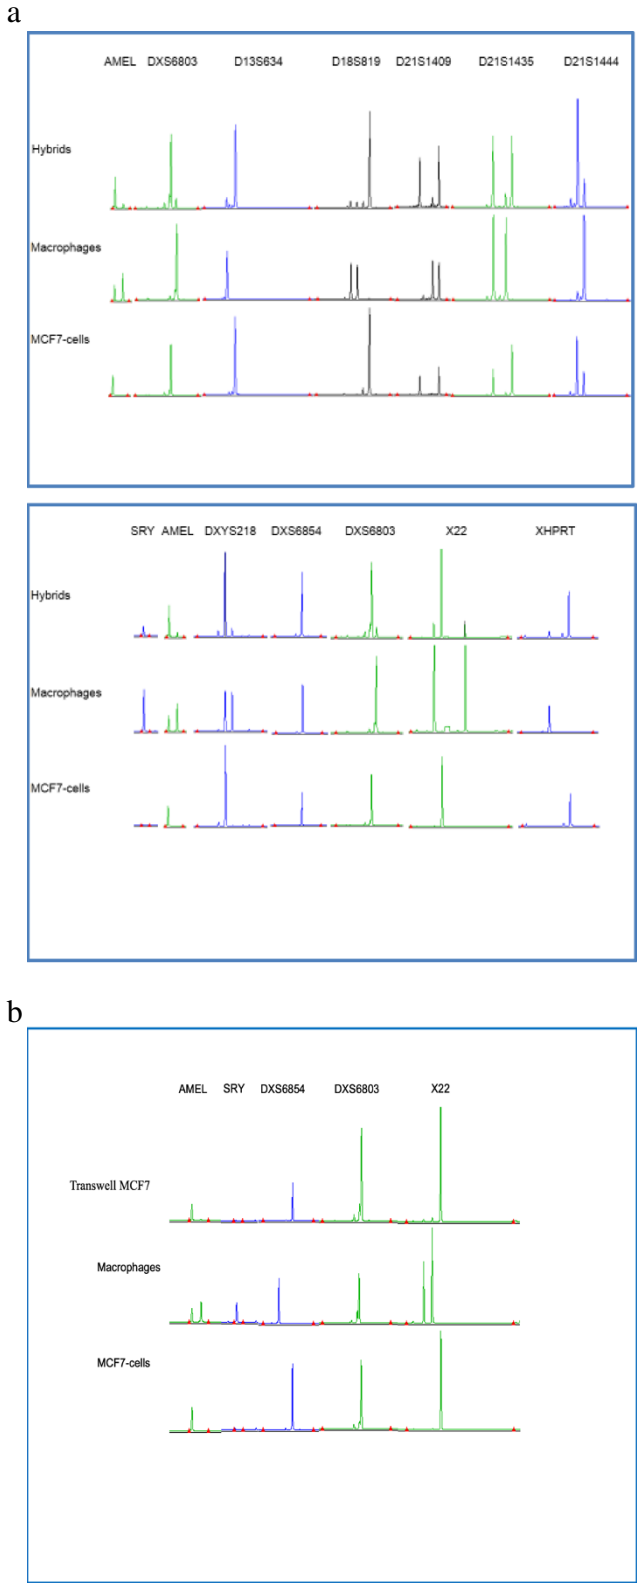 a
AMEL DXS6803 D13S634 D18S819 D21S1409 D21S1435 D21S1444
Hybrids
Macrophages
MCF7-cells
SRY AMEL DXYS218 DXS6854 DXS6803 X22 XHPRT
Hybrids
Macrophages
MCF7-cells
b
AMEL SRY DXS6854 DXS6803 X22
Transwell MCF7
Macrophages
MCF7-cells